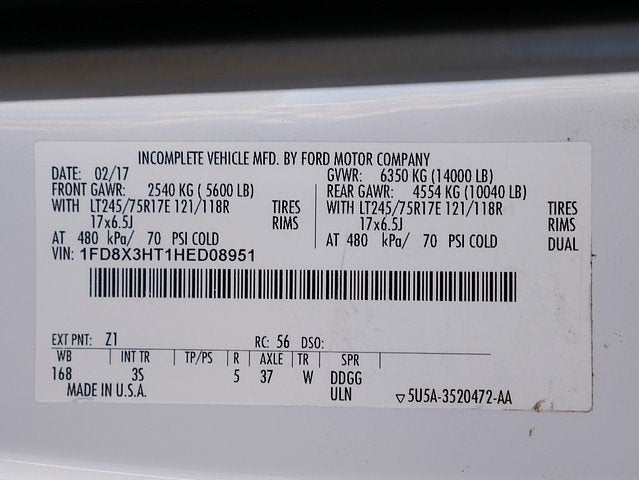 INCOMPLETE VEHICLE MFD. BY FORD MOTOR COMPANY
DATE: 02/17 GVWR: 6350 KG (14000 LB)
FRONT GAWR: 2540 KG ( 5600 LB) REAR GAWR: 4554 KG (10040 LB)
WITH LT245/75R17E 121/118R TIRES WITH LT245/75R17E 121/118R TIRES
17x6.5J RIMS 17x6.5J RIMS
AT 480 kPa/ 70 PSI COLD AT 480 kPa/ 70 PSI COLD DUAL
VIN: 1FD8X3HT1HED08951
EXT PNT: Z1 RC: 56 DSO:
WB INT TR TP/PS R AXLE TR SPR
168 3S 5 37 W DDGG
MADE IN U.S.A. ULN ▽5U5A-3520472-AA